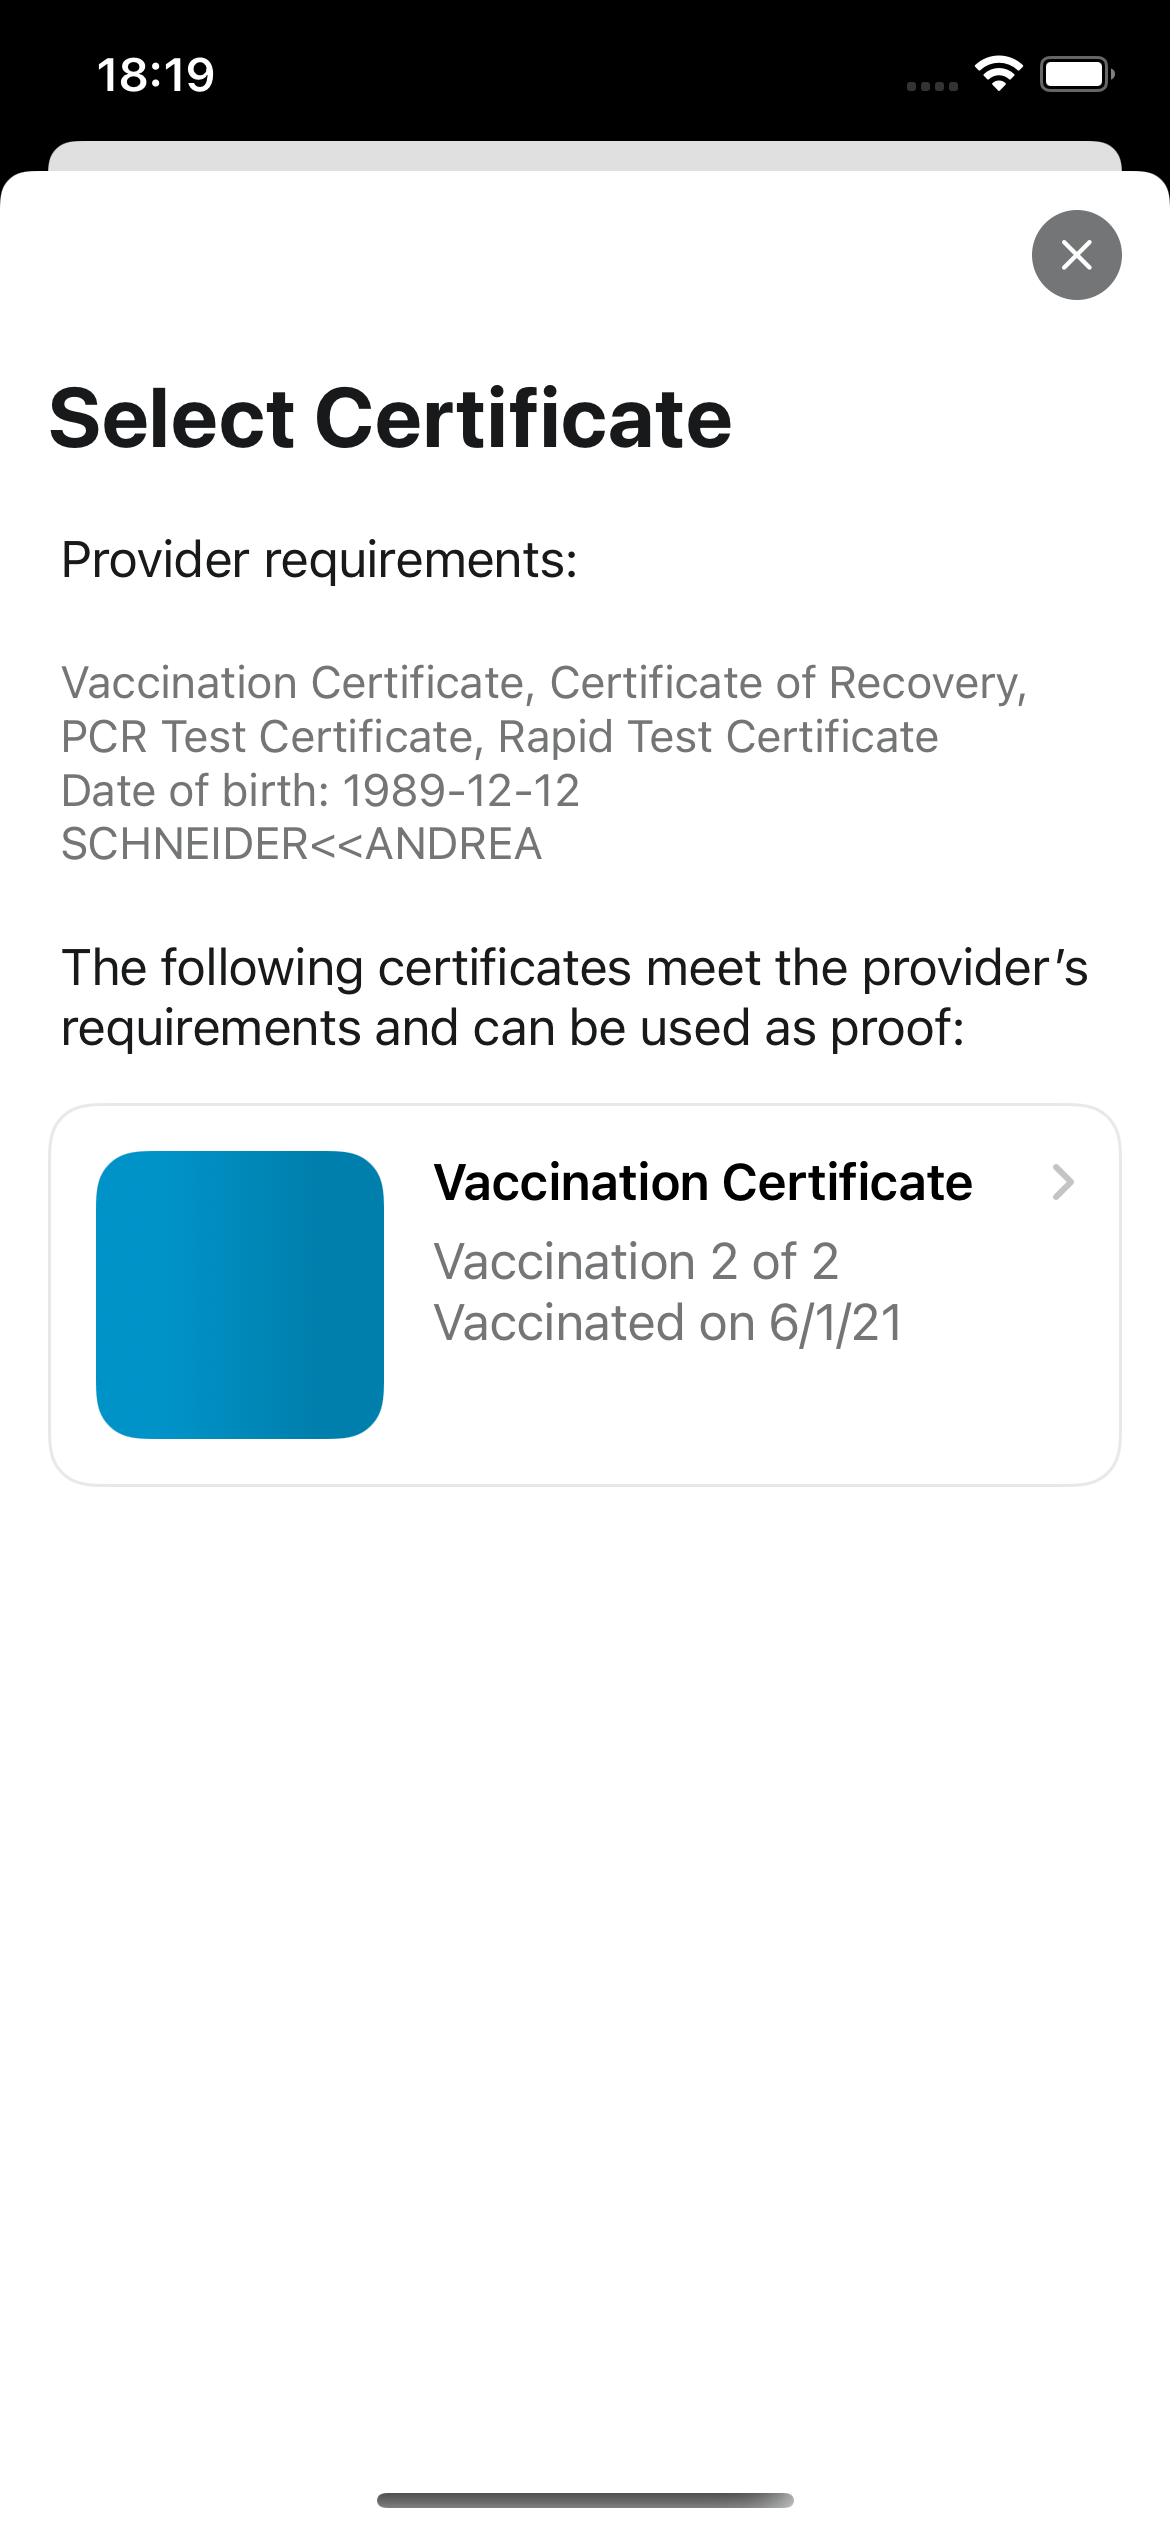 18:19
Select Certificate
Provider requirements:
Vaccination Certificate, Certificate of Recovery,
PCR Test Certificate, Rapid Test Certificate
Date of birth: 1989-12-12
SCHNEIDER<<ANDREA
The following certificates meet the provider’s
requirements and can be used as proof:
Vaccination Certificate
Vaccination 2 of 2
Vaccinated on 6/1/21